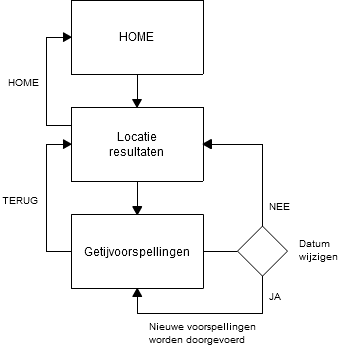 HOME
HOME
Locatie
resultaten
TERUG
NEE
Getijvoorspellingen
Datum
wijzigen
JA
Nieuwe voorspellingen
worden doorgevoerd